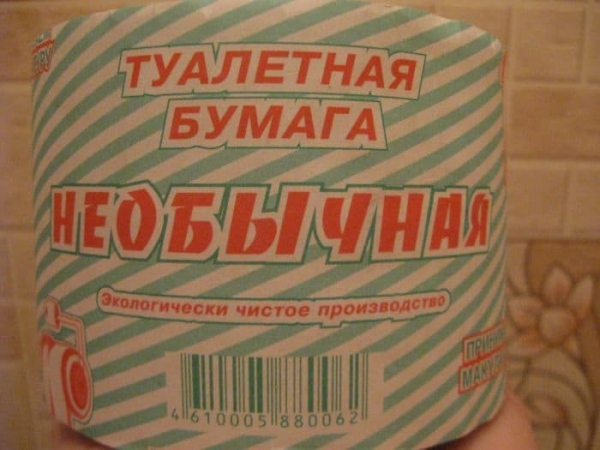 ТУАЛЕТНАЯ
БУМАГА
НЕОБЫЧНАЯ
Экологически чистое производство
4 610005 880062